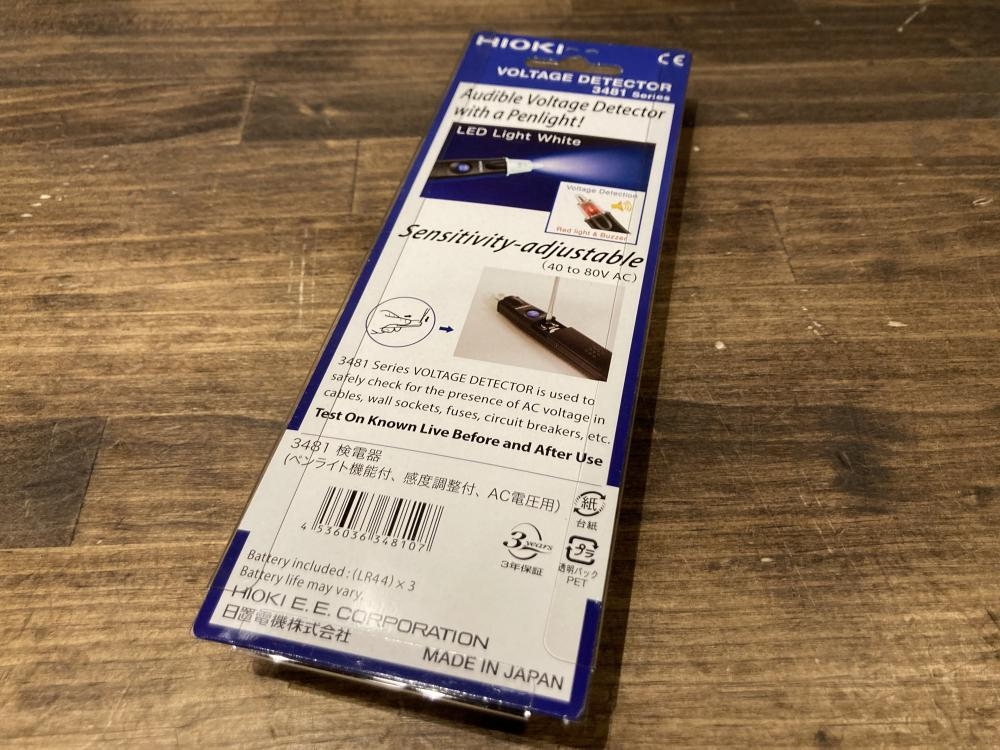 HIOKI
CE
VOLTAGE DETECTOR
3481 Series
Audible Voltage Detector
with a Penlight!
LED Light White
Voltage Detection
Red light & Buzzer
Sensitivity-adjustable
(40 to 80V AC)
3481 Series VOLTAGE DETECTOR is used to
safely check for the presence of AC voltage in
cables, wall sockets, fuses, circuit breakers, etc.
Test On Known Live Before and After Use
3481 検電器
(ペンライト機能付、感度調整付、AC電圧用)
紙
台紙
4 536036 348107
3 years
3年保証
プラ
透明パック
PET
Battery included : (LR44) × 3
Battery life may vary.
HIOKI E. E. CORPORATION
日置電機株式会社
MADE IN JAPAN